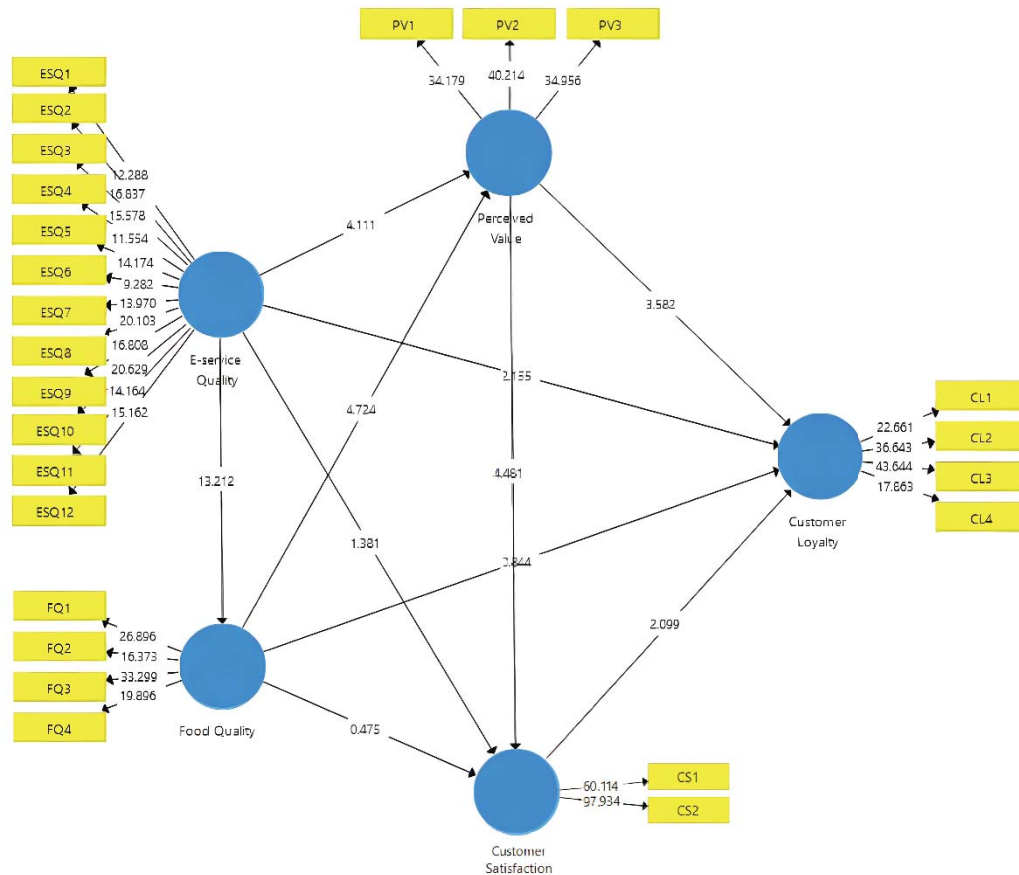 PV1 PV2 PV3
34.179 40.214 34.956
ESQ1
ESQ2
ESQ3
ESQ4
ESQ5
ESQ6
ESQ7
ESQ8
ESQ9
ESQ10
ESQ11
ESQ12
12.288
16.837
15.578
11.554
14.174
9.282
13.970
20.103
16.808
20.629
14.164
15.162
E-service
Quality
Perceived
Value
4.111
3.582
4.724
4.481
13.212
1.381
2.099
0.475
CL1
CL2
CL3
CL4
22.661
36.643
43.644
17.863
Customer
Loyalty
FQ1
FQ2
FQ3
FQ4
26.896
16.373
33.299
19.896
Food Quality
CS1
CS2
60.114
97.934
Customer
Satisfaction